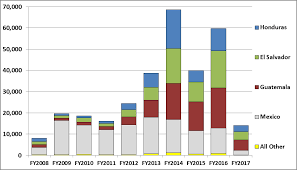 70,000
60,000
50,000
40,000
30,000
20,000
10,000
0
FY2008 FY2009 FY2010 FY2011 FY2012 FY2013 FY2014 FY2015 FY2016 FY2017
Honduras
El Salvador
Guatemala
Mexico
All Other